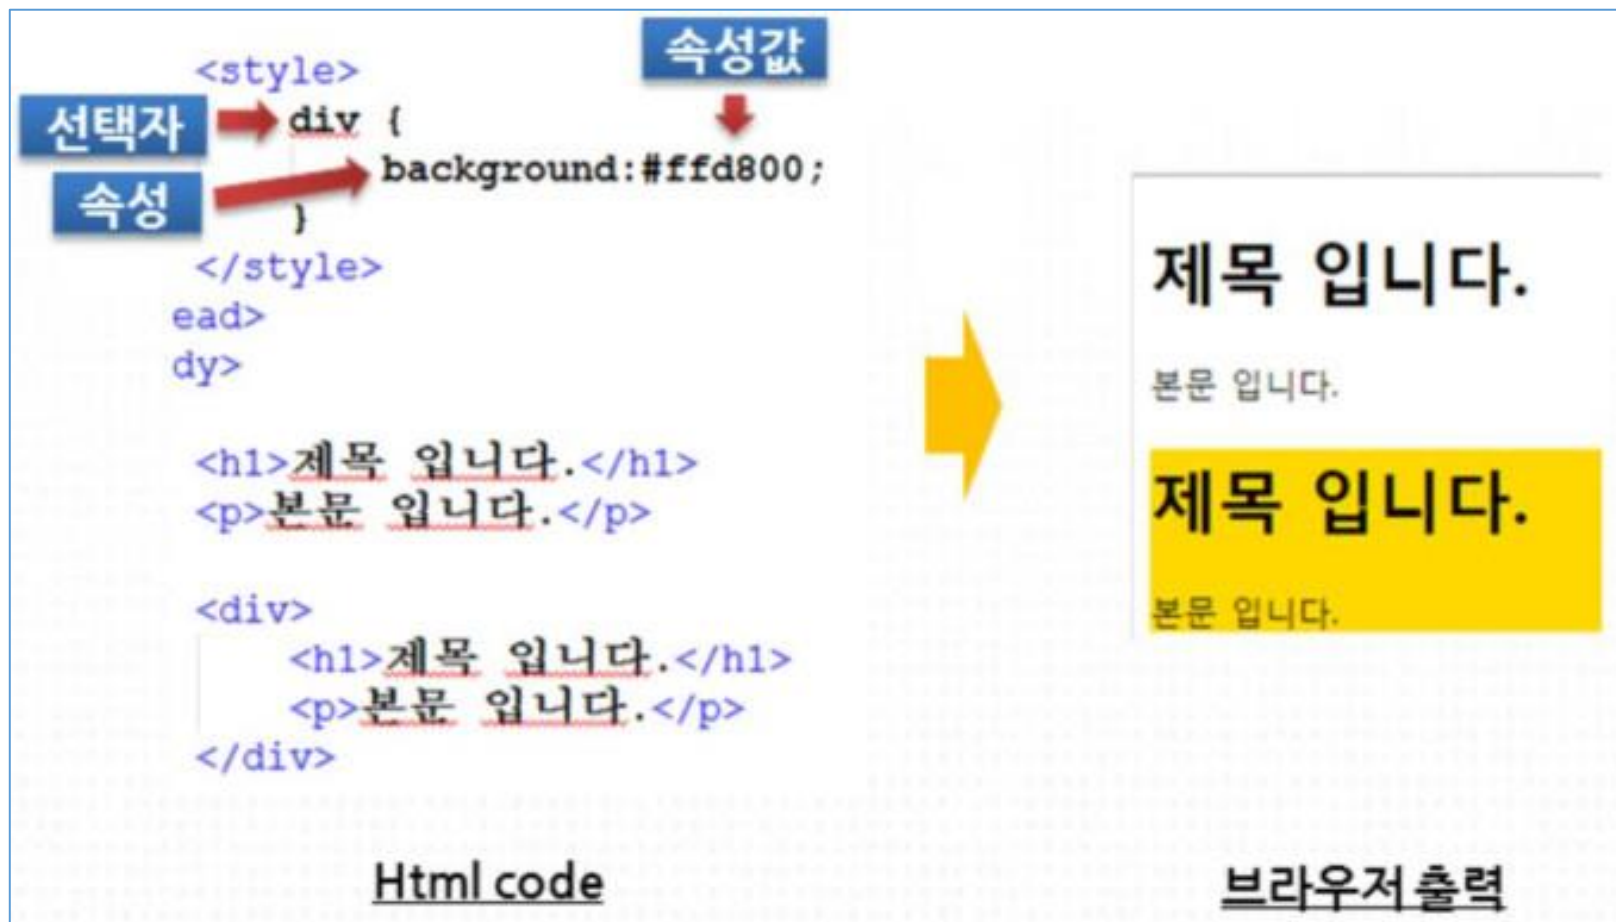 속성값
<style>
선택자
div {
속성
background:#ffd800;
}
</style>
ead>
dy>
<h1>제목 입니다.</h1>
<p>본문 입니다.</p>
<div>
<h1>제목 입니다.</h1>
<p>본문 입니다.</p>
</div>
Html code
제목 입니다.
본문 입니다.
제목 입니다.
본문 입니다.
브라우저 출력